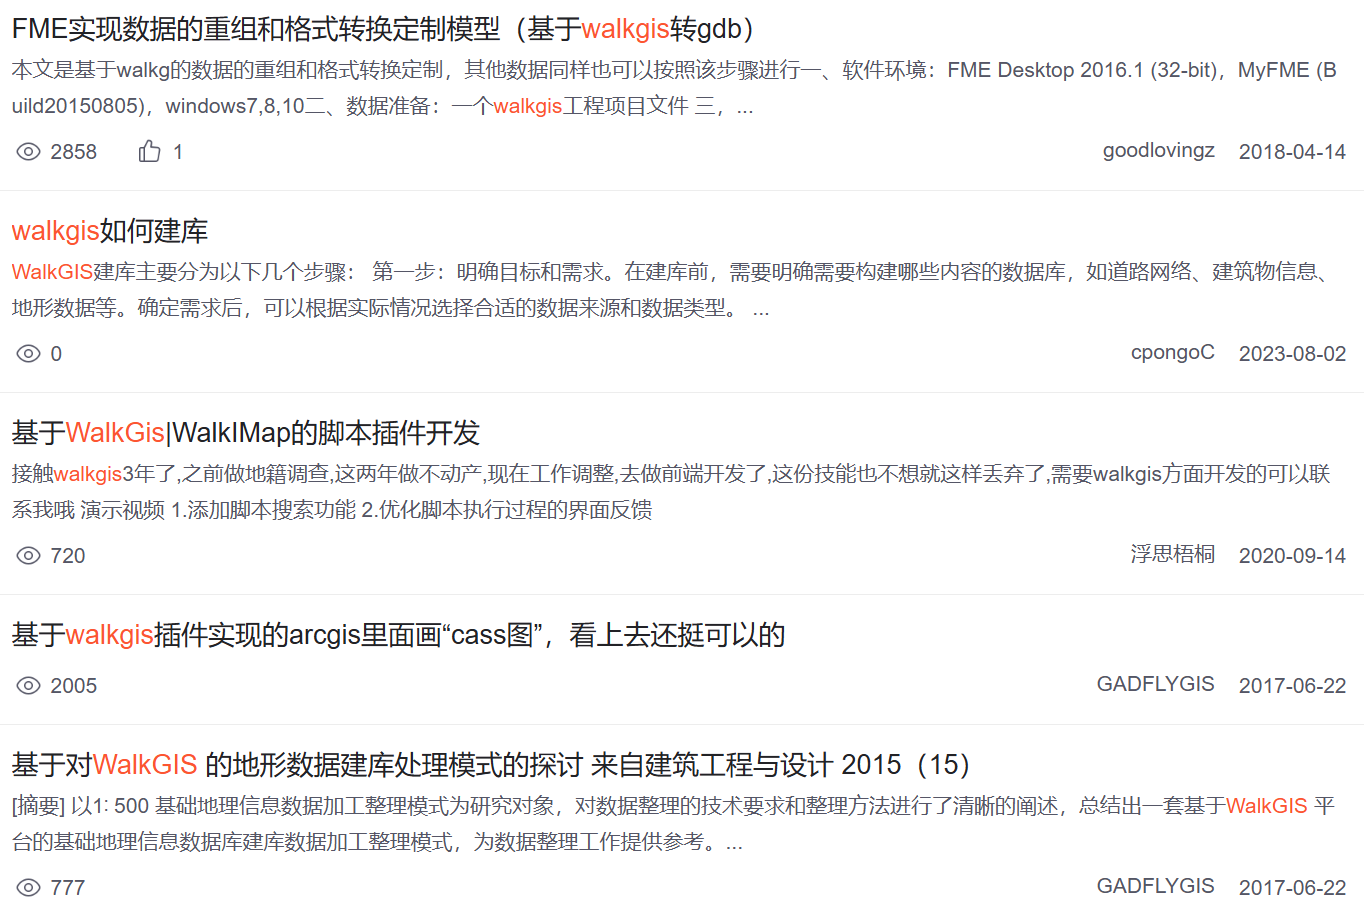 FME实现数据的重组和格式转换定制模型（基于walkgis转gdb）
本文是基于walkg的数据的重组和格式转换定制，其他数据同样也可以按照该步骤进行一、软件环境：FME Desktop 2016.1 (32-bit)，MyFME (B
uild20150805)，windows7,8,10二、数据准备：一个walkgis工程项目文件 三，...
2858 1 goodlovingz 2018-04-14
walkgis如何建库
WalkGIS建库主要分为以下几个步骤： 第一步：明确目标和需求。在建库前，需要明确需要构建哪些内容的数据库，如道路网络、建筑物信息、
地形数据等。确定需求后，可以根据实际情况选择合适的数据来源和数据类型。 ...
0 cpongoC 2023-08-02
基于WalkGis|WalkIMap的脚本插件开发
接触walkgis3年了,之前做地籍调查,这两年做不动产,现在工作调整,去做前端开发了,这份技能也不想就这样丢弃了,需要walkgis方面开发的可以联
系我哦 演示视频 1.添加脚本搜索功能 2.优化脚本执行过程的界面反馈
720 浮思梧桐 2020-09-14
基于walkgis插件实现的arcgis里面画“cass图”，看上去还挺可以的
2005 GADFLYGIS 2017-06-22
基于对WalkGIS 的地形数据建库处理模式的探讨 来自建筑工程与设计 2015（15）
[摘要] 以1: 500 基础地理信息数据加工整理模式为研究对象，对数据整理的技术要求和整理方法进行了清晰的阐述，总结出一套基于WalkGIS 平
台的基础地理信息数据库建库数据加工整理模式，为数据整理工作提供参考。...
777 GADFLYGIS 2017-06-22